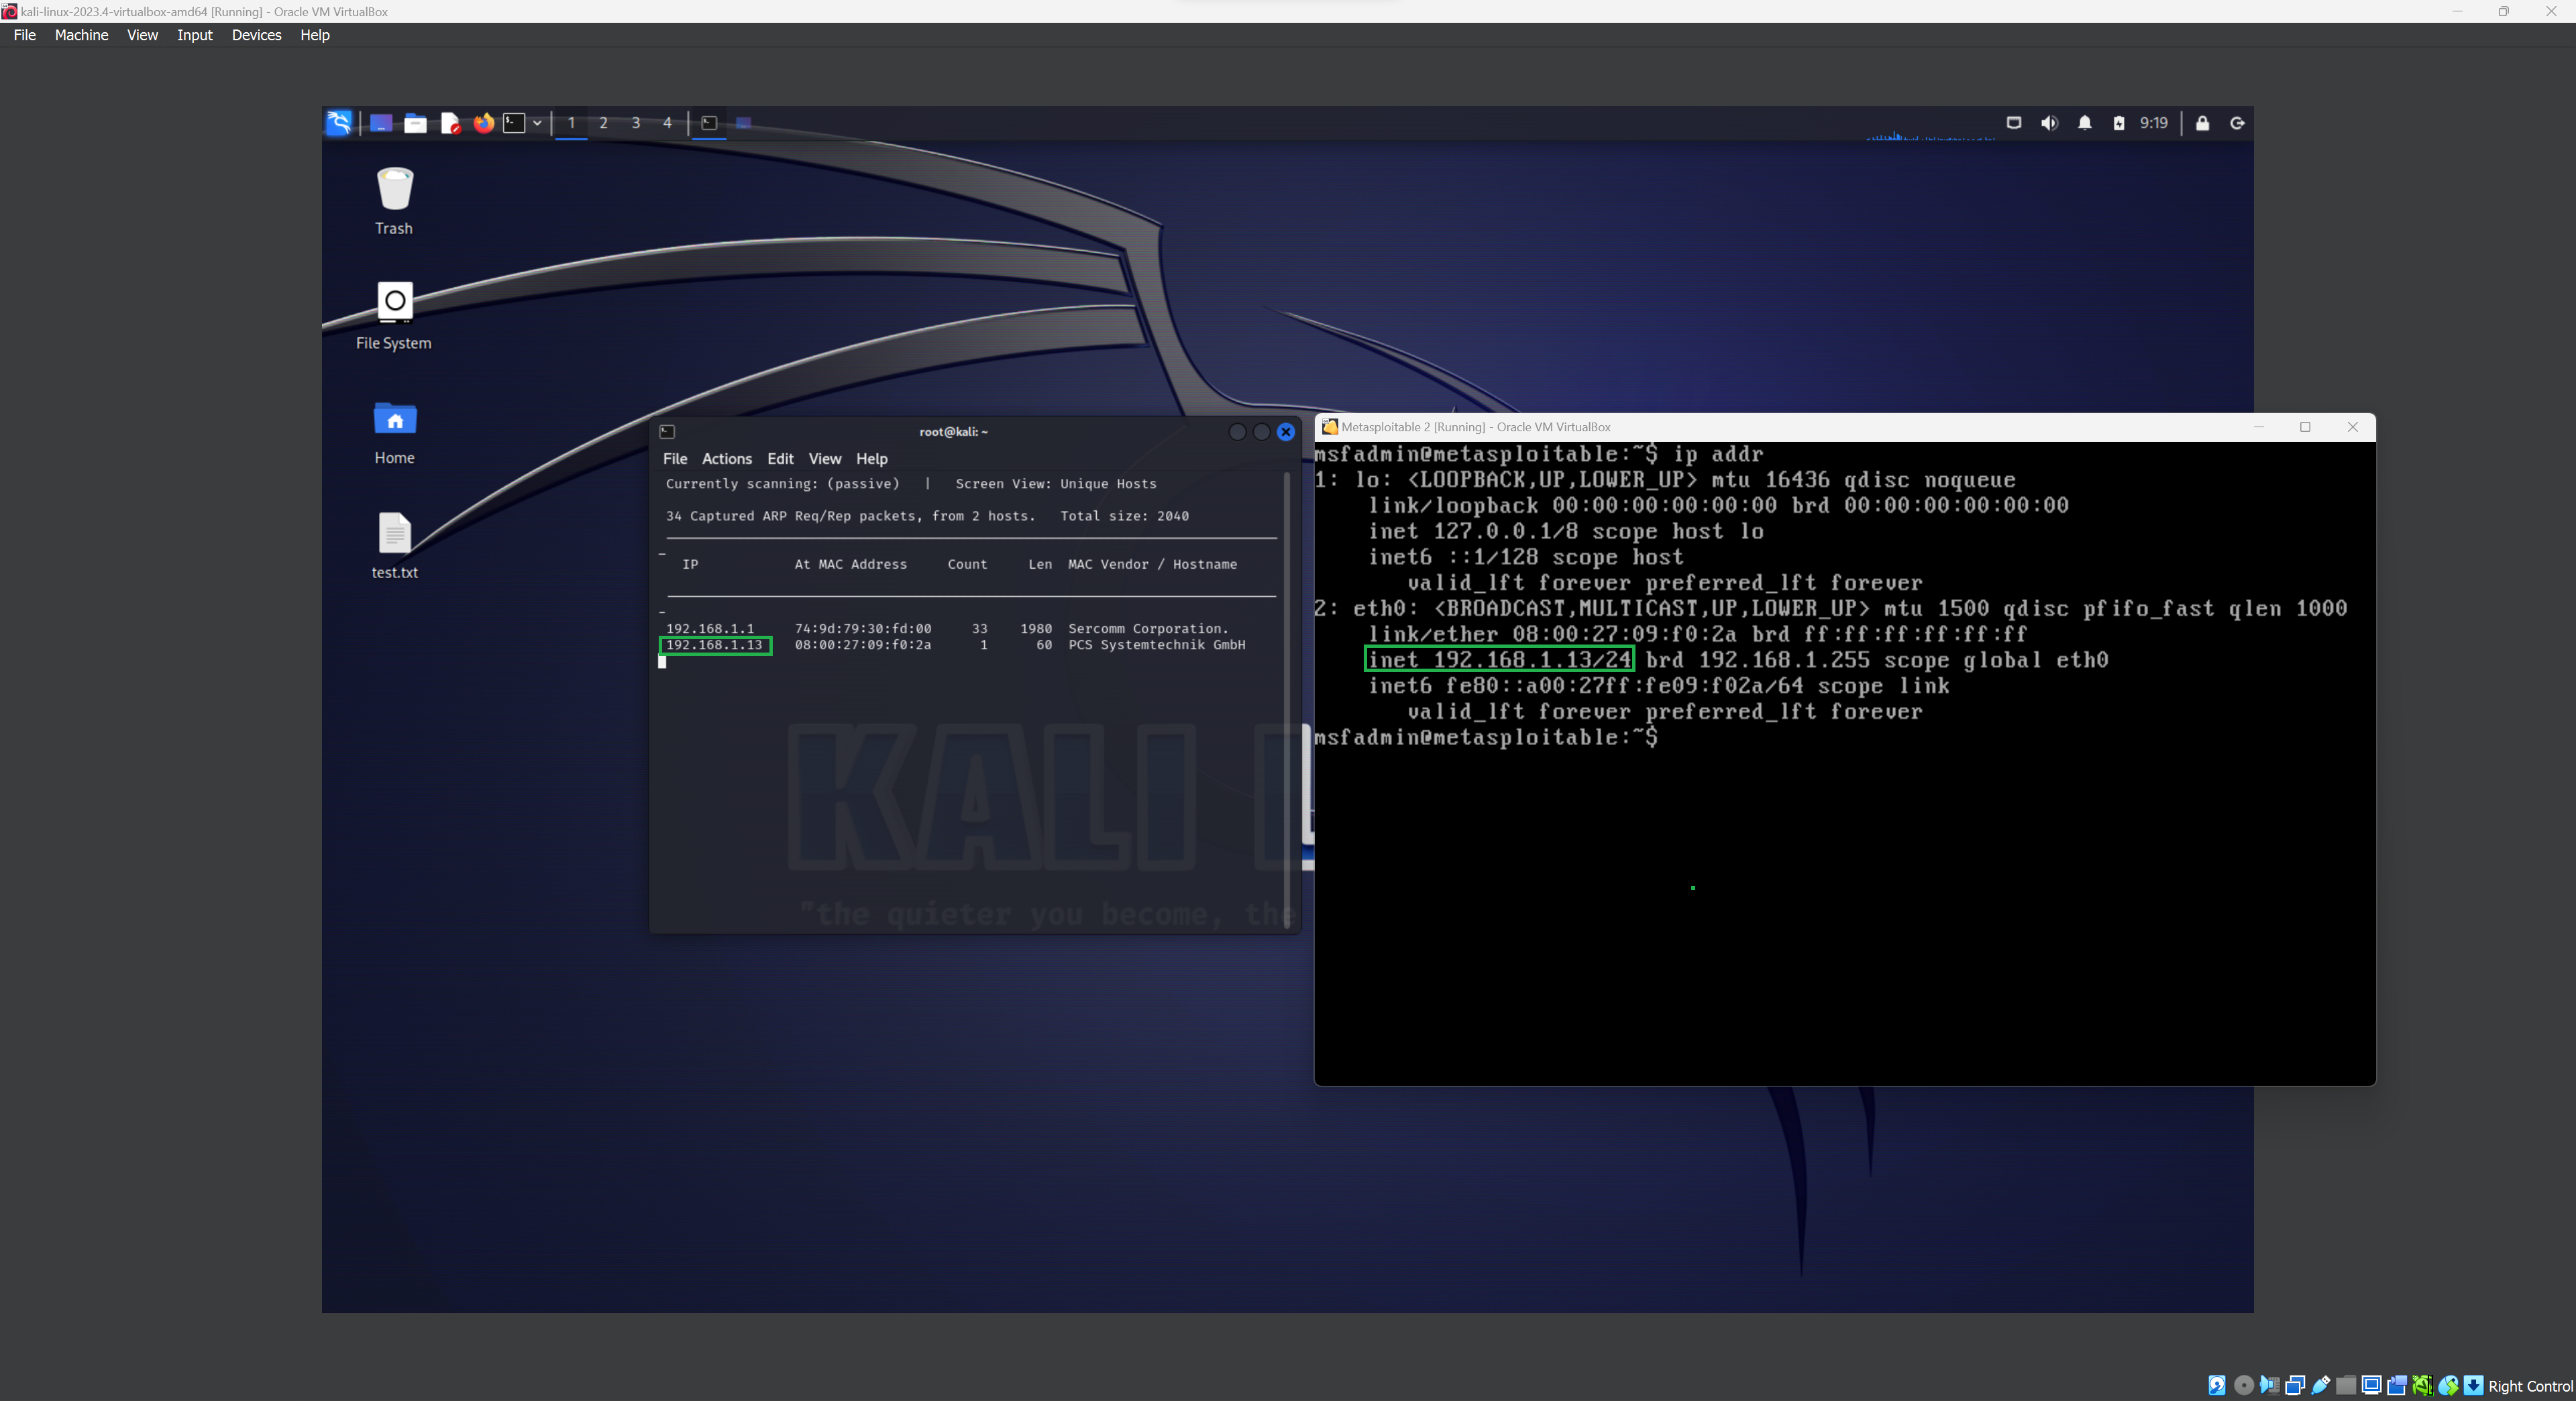 kali-linux-2023.4-virtualbox-amd64 [Running] - Oracle VM VirtualBox
File Machine View Input Devices Help
1 2 3 4 9:19
Trash
File System
Home
test.txt
root@kali: ~
File Actions Edit View Help
Currently scanning: (passive) | Screen View: Unique Hosts
34 Captured ARP Req/Rep packets, from 2 hosts. Total size: 2040
_
IP At MAC Address Count Len MAC Vendor / Hostname
_
192.168.1.1 74:9d:79:30:fd:00 33 1980 Sercomm Corporation.
192.168.1.13 08:00:27:09:f0:2a 1 60 PCS Systemtechnik GmbH
KALI L
"the quieter you become, the
Metasploitable 2 [Running] - Oracle VM VirtualBox
msfadmin@metasploitable:~$ ip addr
1: lo: <LOOPBACK,UP,LOWER_UP> mtu 16436 qdisc noqueue
link/loopback 00:00:00:00:00:00 brd 00:00:00:00:00:00
inet 127.0.0.1/8 scope host lo
inet6 ::1/128 scope host
valid_lft forever preferred_lft forever
2: eth0: <BROADCAST,MULTICAST,UP,LOWER_UP> mtu 1500 qdisc pfifo_fast qlen 1000
link/ether 08:00:27:09:f0:2a brd ff:ff:ff:ff:ff:ff
inet 192.168.1.13/24 brd 192.168.1.255 scope global eth0
inet6 fe80::a00:27ff:fe09:f02a/64 scope link
valid_lft forever preferred_lft forever
msfadmin@metasploitable:~$
Right Control